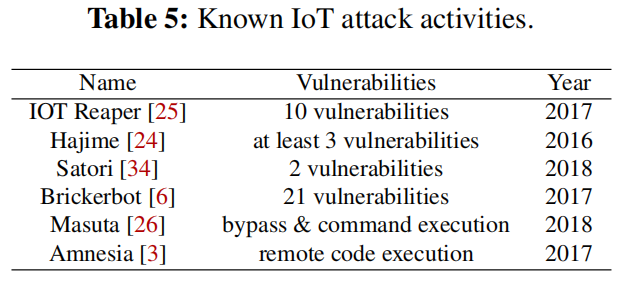 Table 5: Known IoT attack activities.
Name Vulnerabilities Year
IOT Reaper [25] 10 vulnerabilities 2017
Hajime [24] at least 3 vulnerabilities 2016
Satori [34] 2 vulnerabilities 2018
Brickerbot [6] 21 vulnerabilities 2017
Masuta [26] bypass & command execution 2018
Amnesia [3] remote code execution 2017